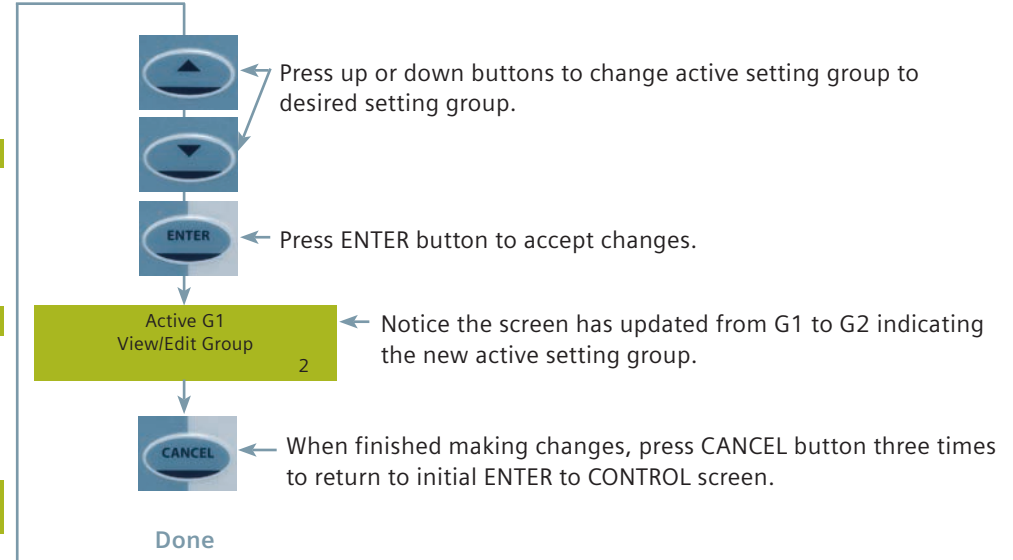 Press up or down buttons to change active setting group to
desired setting group.
ENTER
Press ENTER button to accept changes.
Active G1
View/Edit Group
2
Notice the screen has updated from G1 to G2 indicating
the new active setting group.
CANCEL
When finished making changes, press CANCEL button three times
to return to initial ENTER to CONTROL screen.
Done